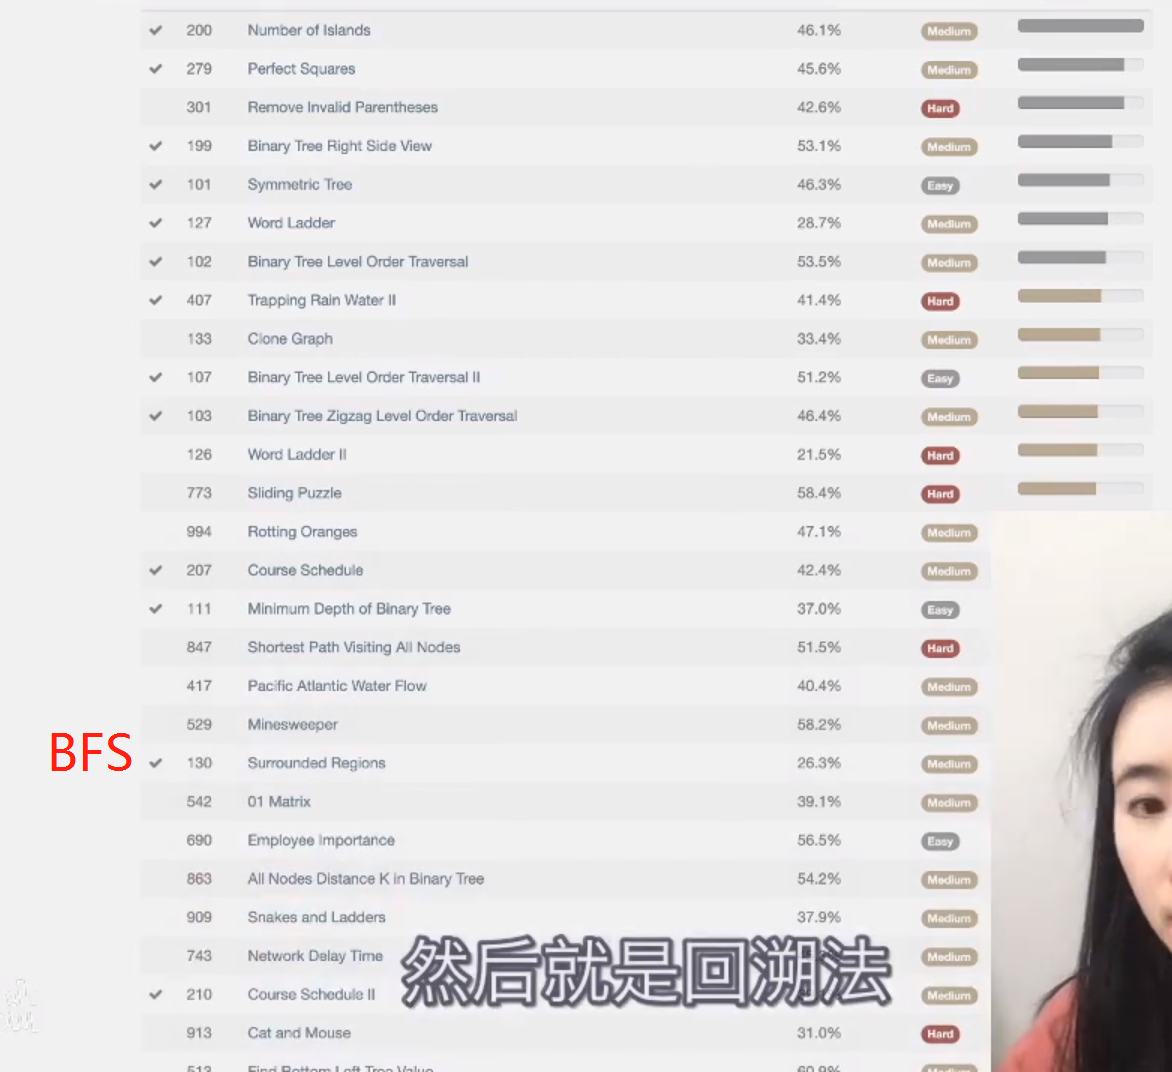 200 Number of Islands 46.1% Medium
279 Perfect Squares 45.6% Medium
301 Remove Invalid Parentheses 42.6% Hard
199 Binary Tree Right Side View 53.1% Medium
101 Symmetric Tree 46.3% Easy
127 Word Ladder 28.7% Medium
102 Binary Tree Level Order Traversal 53.5% Medium
407 Trapping Rain Water II 41.4% Hard
133 Clone Graph 33.4% Medium
107 Binary Tree Level Order Traversal II 51.2% Easy
103 Binary Tree Zigzag Level Order Traversal 46.4% Medium
126 Word Ladder II 21.5% Hard
773 Sliding Puzzle 58.4% Hard
994 Rotting Oranges 47.1% Medium
207 Course Schedule 42.4% Medium
111 Minimum Depth of Binary Tree 37.0% Easy
847 Shortest Path Visiting All Nodes 51.5% Hard
417 Pacific Atlantic Water Flow 40.4% Medium
529 Minesweeper 58.2% Medium
BFS
130 Surrounded Regions 26.3% Medium
542 01 Matrix 39.1% Medium
690 Employee Importance 56.5% Easy
863 All Nodes Distance K in Binary Tree 54.2% Medium
909 Snakes and Ladders 37.9% Medium
743 Network Delay Time Medium
然后就是回溯法
210 Course Schedule II Medium
913 Cat and Mouse 31.0% Hard
513 Find Bottom Left Tree Value 60.9% Medium